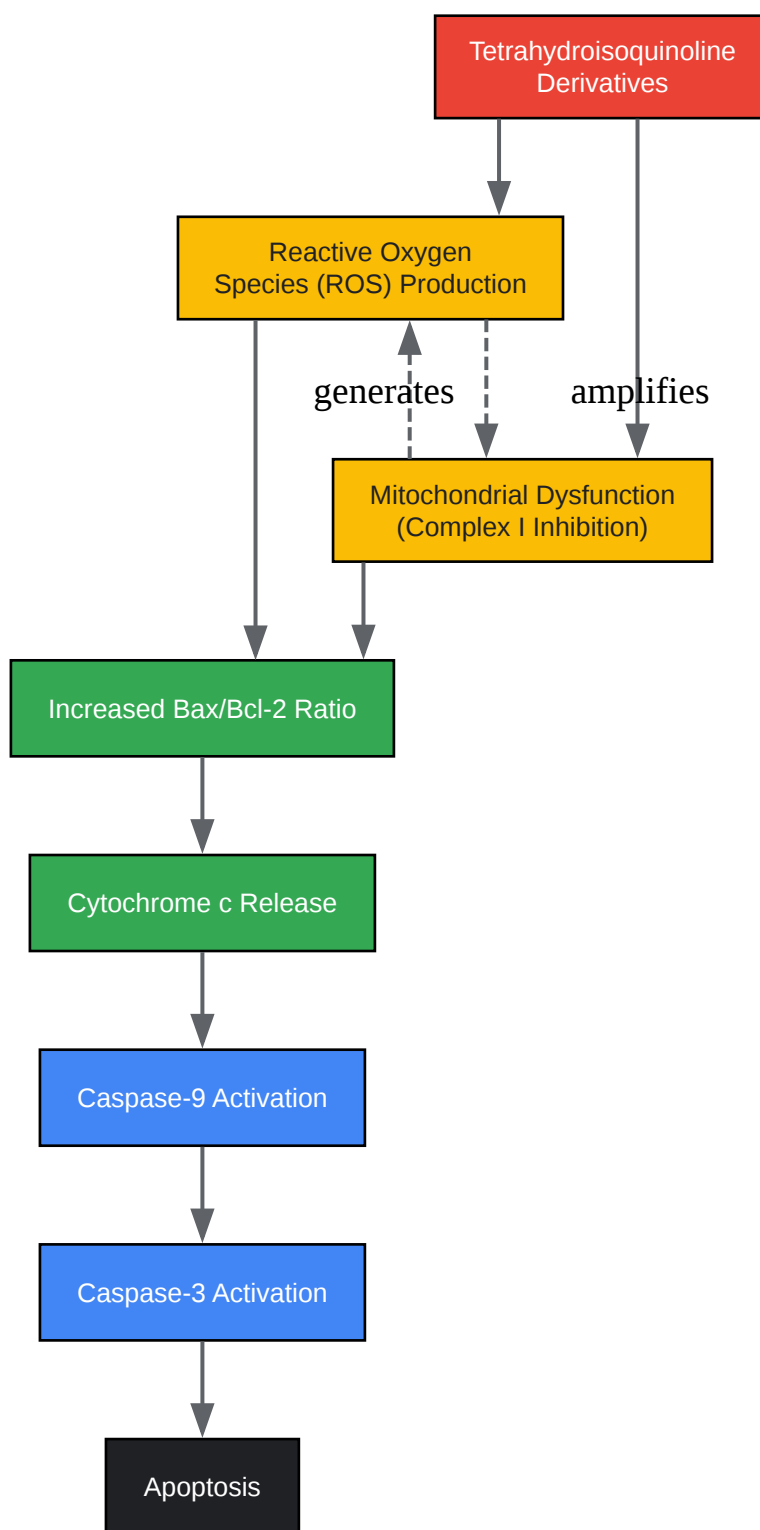 Tetrahydroisoquinoline
Derivatives
Reactive Oxygen
Species (ROS) Production
generates
amplifies
Mitochondrial Dysfunction
(Complex I Inhibition)
Increased Bax/Bcl-2 Ratio
Cytochrome c Release
Caspase-9 Activation
Caspase-3 Activation
Apoptosis